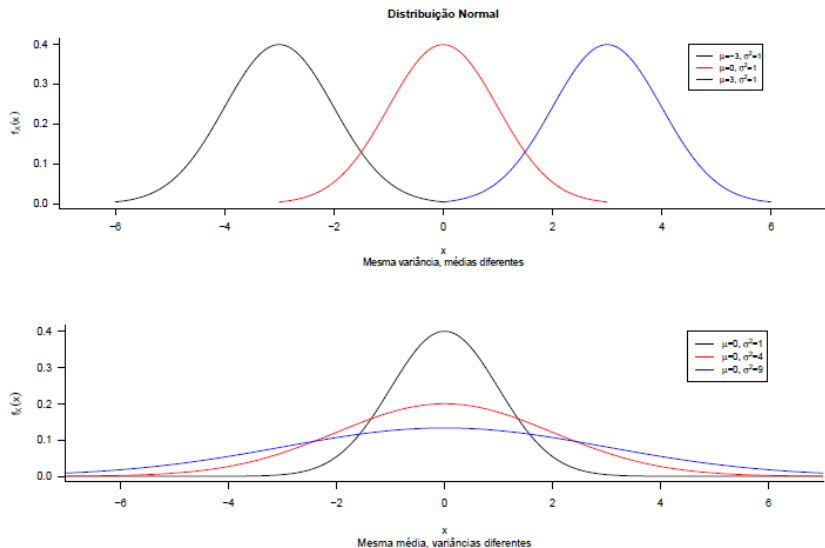 Distribuição Normal
0.4
0.3
0.2
0.1
0.0
fX(x)
μ=−3, σ²=1
μ=0, σ²=1
μ=3, σ²=1
−6 −4 −2 0 2 4 6
x
Mesma variância, médias diferentes
0.4
0.3
0.2
0.1
0.0
fX(x)
μ=0, σ²=1
μ=0, σ²=4
μ=0, σ²=9
−6 −4 −2 0 2 4 6
x
Mesma média, variâncias diferentes